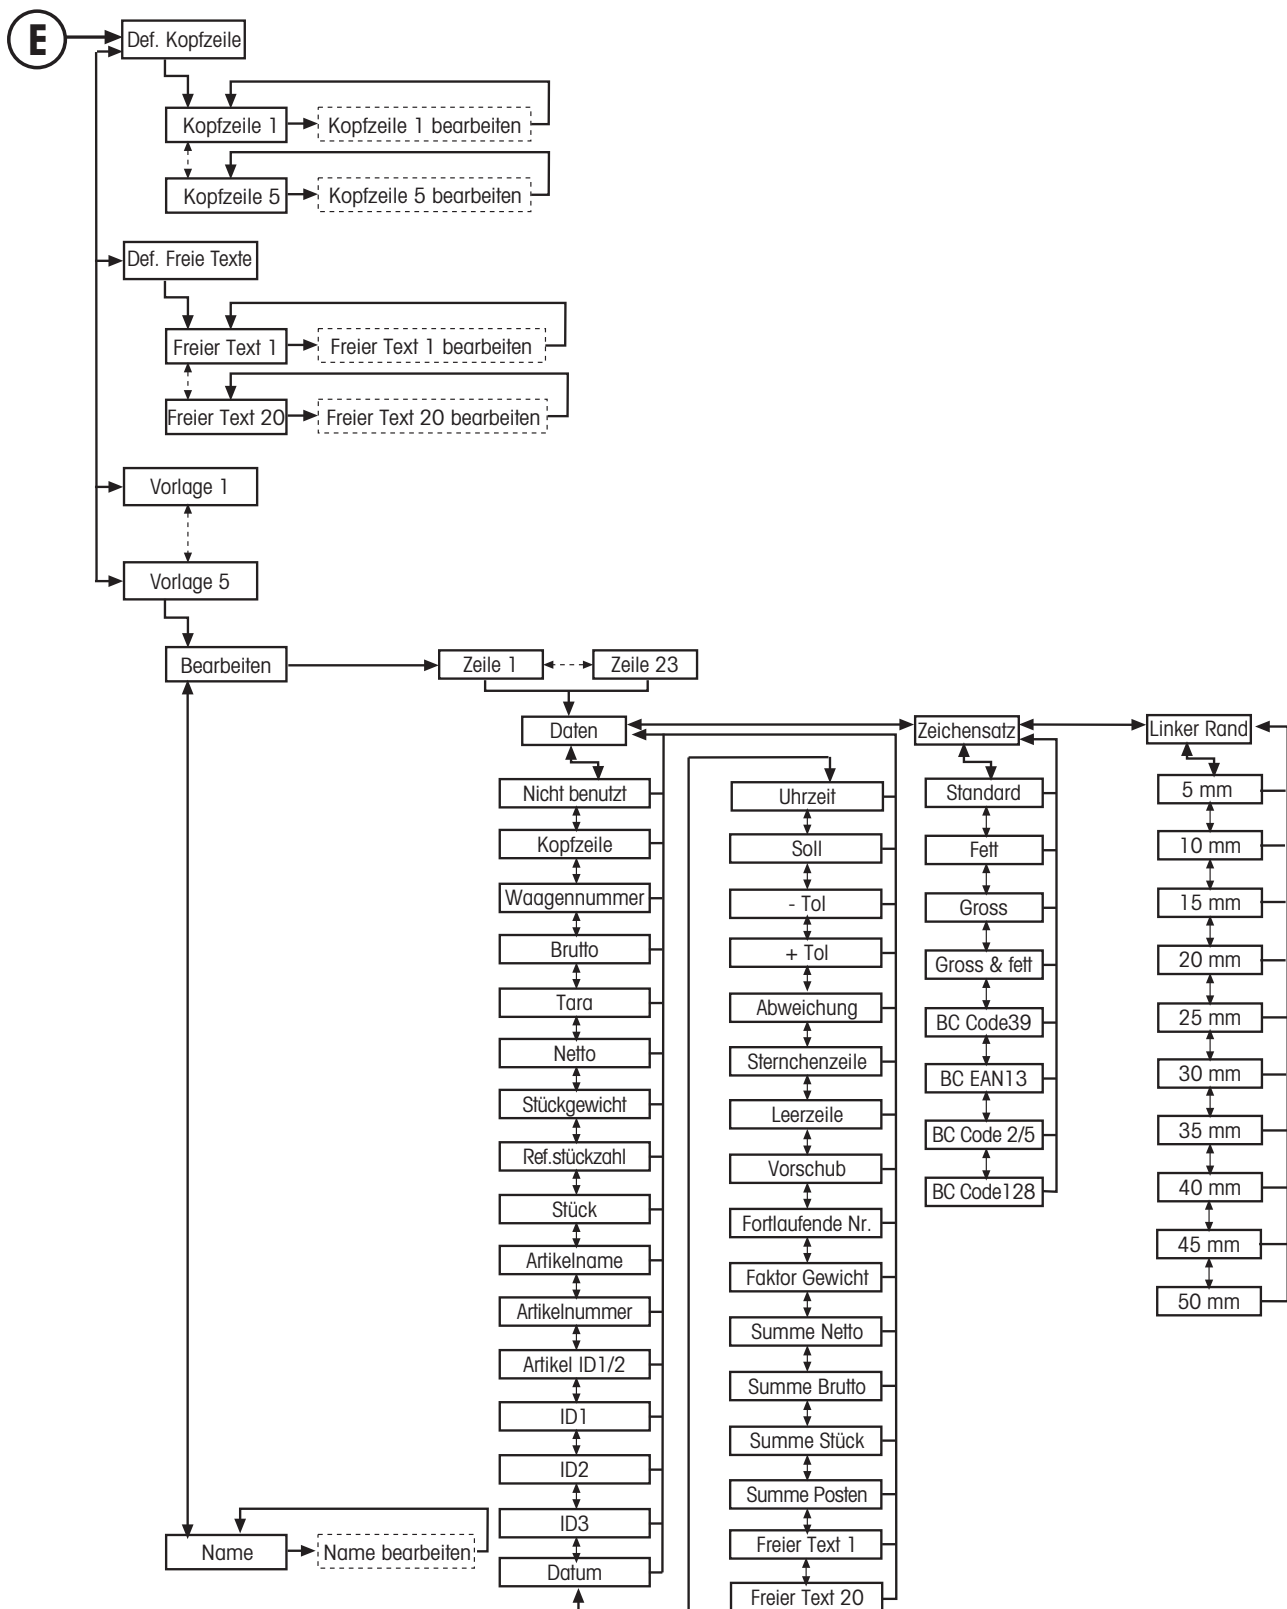 E
Def. Kopfzeile
Kopfzeile 1
Kopfzeile 1 bearbeiten
Kopfzeile 5
Kopfzeile 5 bearbeiten
Def. Freie Texte
Freier Text 1
Freier Text 1 bearbeiten
Freier Text 20
Freier Text 20 bearbeiten
Vorlage 1
Vorlage 5
Bearbeiten
Zeile 1
Zeile 23
Daten
Nicht benutzt
Kopfzeile
Waagennummer
Brutto
Tara
Netto
Stückgewicht
Ref.stückzahl
Stück
Artikelname
Artikelnummer
Artikel ID1/2
ID1
ID2
ID3
Datum
Uhrzeit
Soll
- Tol
+ Tol
Abweichung
Sternchenzeile
Leerzeile
Vorschub
Fortlaufende Nr.
Faktor Gewicht
Summe Netto
Summe Brutto
Summe Stück
Summe Posten
Freier Text 1
Freier Text 20
Zeichensatz
Standard
Fett
Gross
Gross & fett
BC Code39
BC EAN13
BC Code 2/5
BC Code128
Linker Rand
5 mm
10 mm
15 mm
20 mm
25 mm
30 mm
35 mm
40 mm
45 mm
50 mm
Name
Name bearbeiten